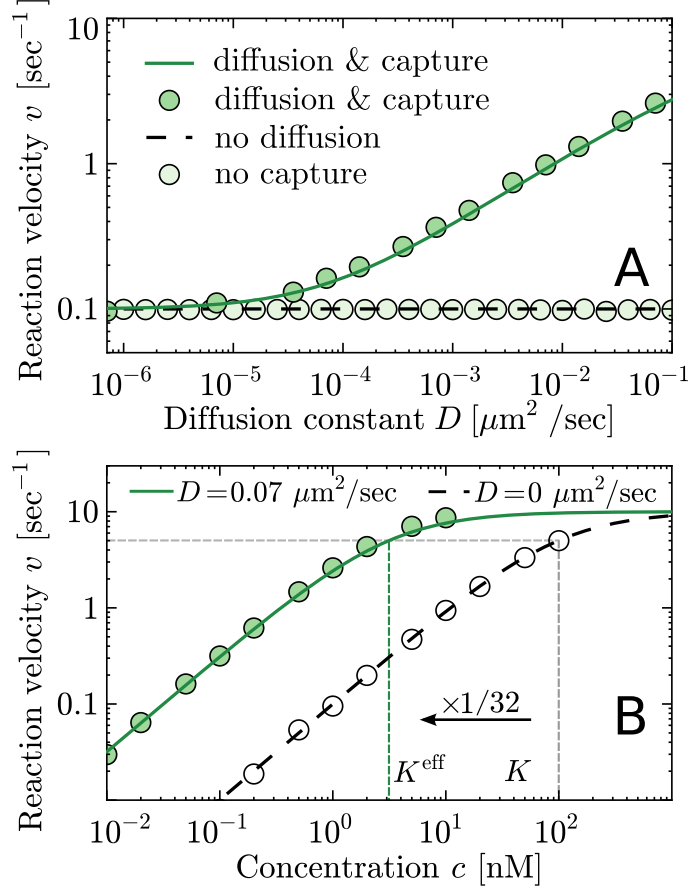 Reaction velocity v [sec⁻¹]
10
1
0.1
diffusion & capture
diffusion & capture
no diffusion
no capture
A
10⁻⁶ 10⁻⁵ 10⁻⁴ 10⁻³ 10⁻² 10⁻¹
Diffusion constant D [μm² /sec]
Reaction velocity v [sec⁻¹]
10
1
0.1
D=0.07 μm²/sec D=0 μm²/sec
×1/32
B
K^eff K
10⁻² 10⁻¹ 10⁰ 10¹ 10²
Concentration c [nM]